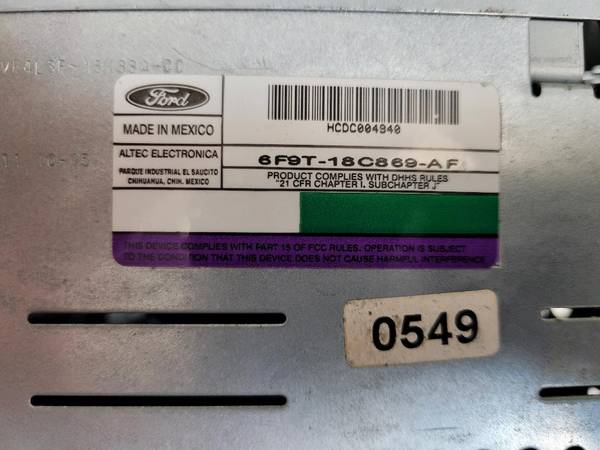 Ford
MADE IN MEXICO
HCDC004940
ALTEC ELECTRONICA
6F9T-18C869-AF
PARQUE INDUSTRIAL EL SAUCITO
CHIHUAHUA, CHIH. MEXICO
PRODUCT COMPLIES WITH DHHS RULES
"21 CFR CHAPTER I. SUBCHAPTER J"
THIS DEVICE COMPLIES WITH PART 15 OF FCC RULES. OPERATION IS SUBJECT
TO THE CONDITION THAT THIS DEVICE DOES NOT CAUSE HARMFUL INTERFERENCE
0549